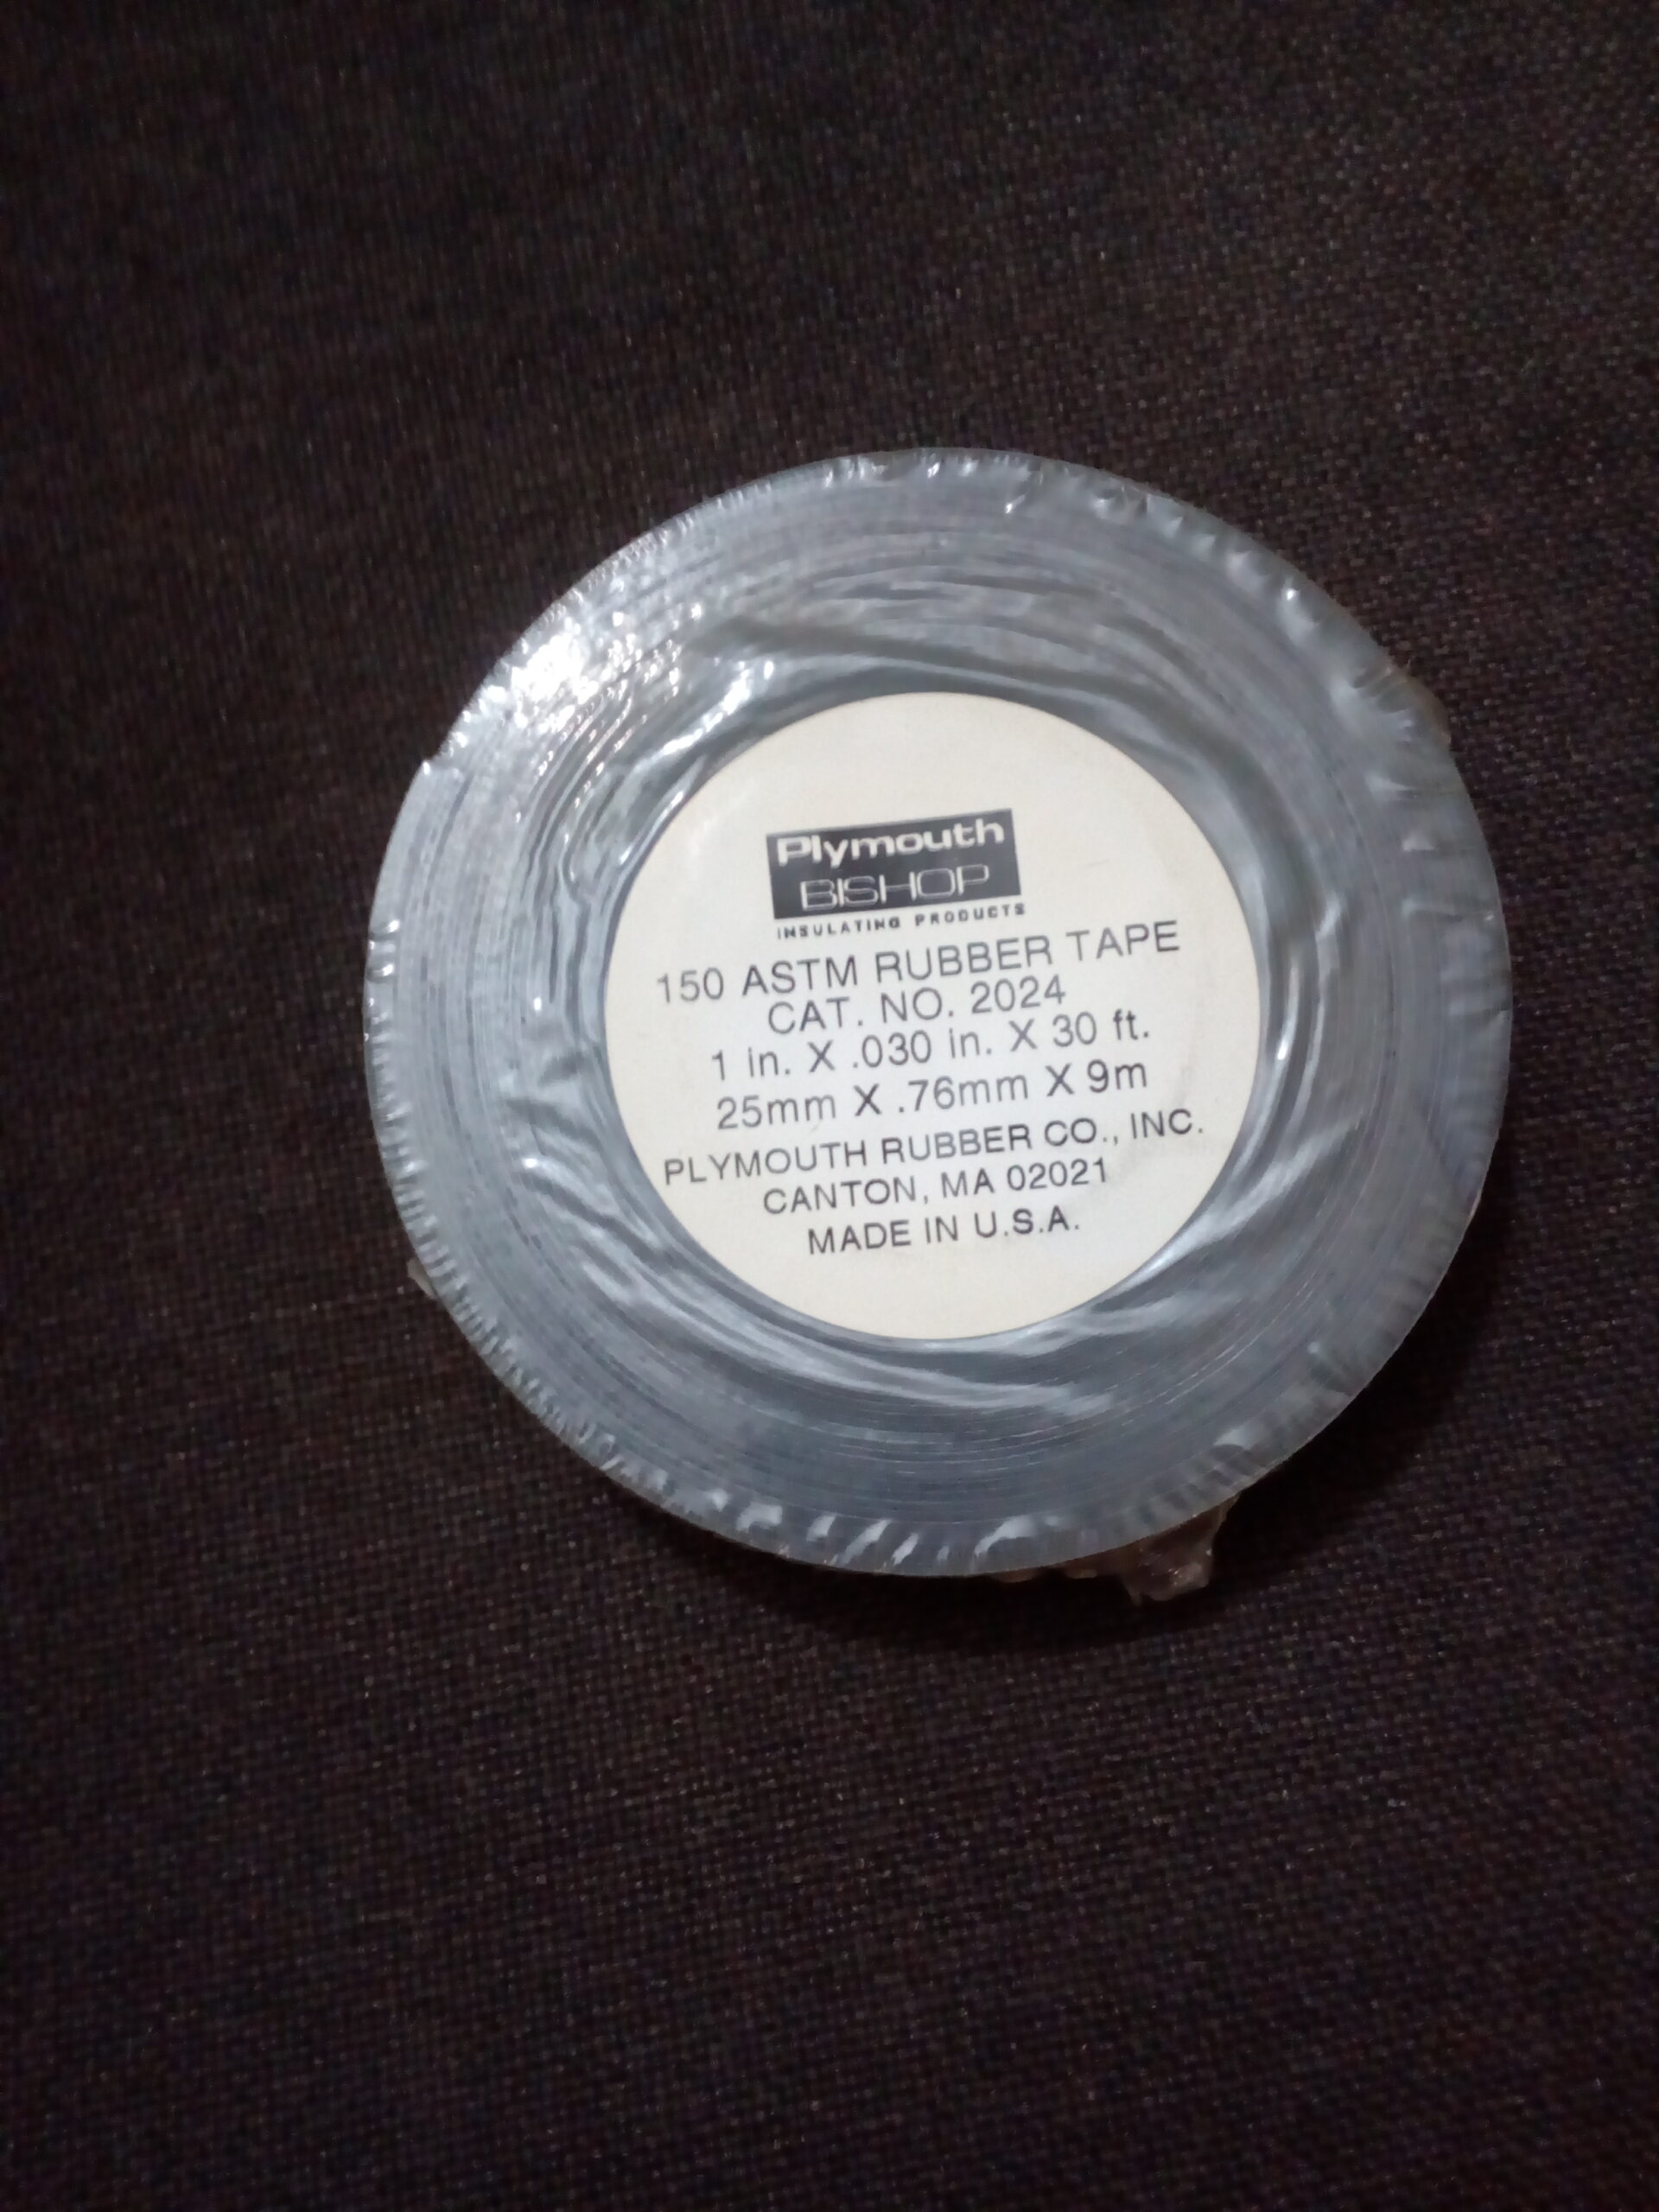 Plymouth
BISHOP
INSULATING PRODUCTS
150 ASTM RUBBER TAPE
CAT. NO. 2024
1 in. X .030 in. X 30 ft.
25mm X .76mm X 9m
PLYMOUTH RUBBER CO., INC.
CANTON, MA 02021
MADE IN U.S.A.